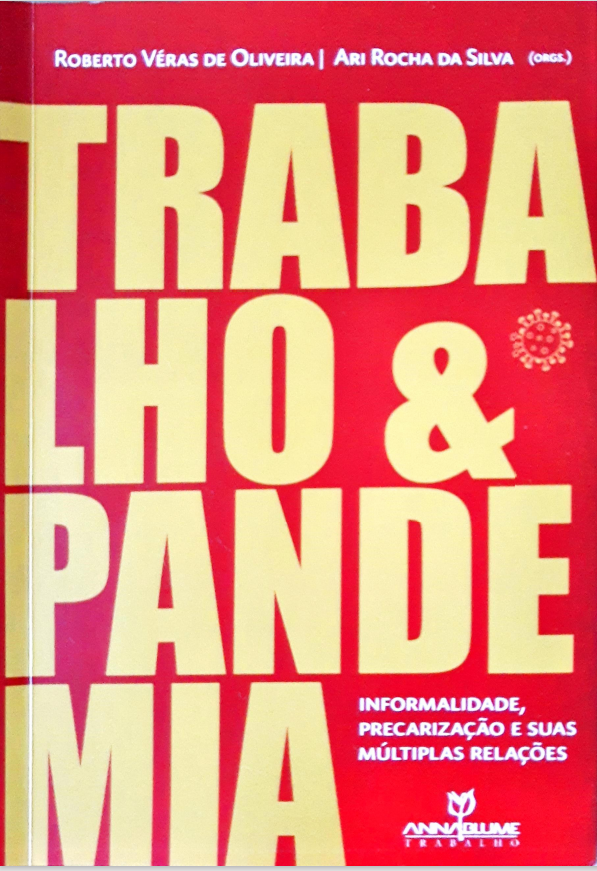 ROBERTO VÉRAS DE OLIVEIRA | ARI ROCHA DA SILVA (ORGS.)
TRABA
LHO &
PANDE
MIA
INFORMALIDADE,
PRECARIZAÇÃO E SUAS
MÚLTIPLAS RELAÇÕES
ANNABLUME
TRABALHO